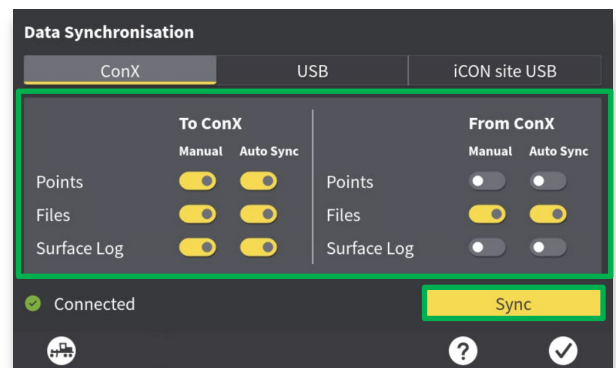 Data Synchronisation
ConX USB iCON site USB
To ConX From ConX
Manual Auto Sync Manual Auto Sync
Points Points
Files Files
Surface Log Surface Log
Connected Sync
?